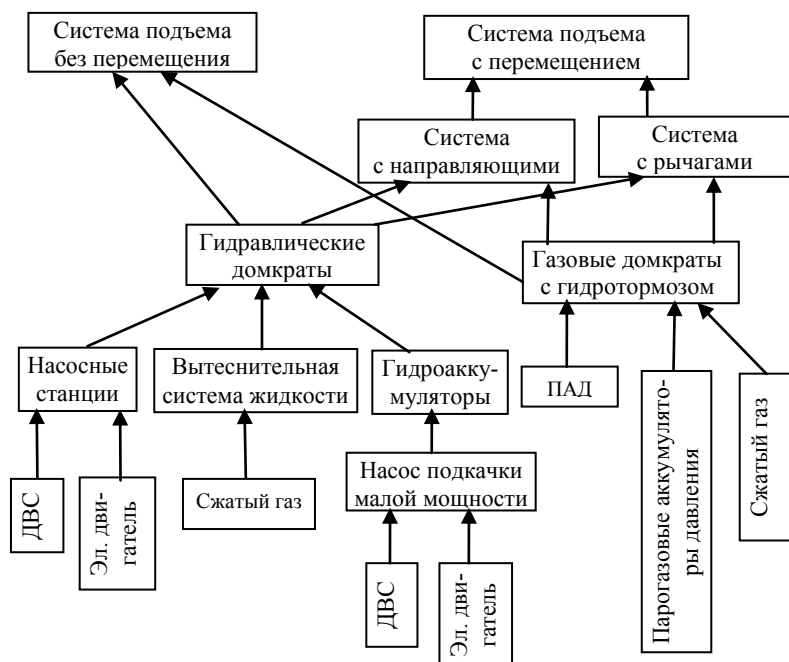 Система подъема
без перемещения
Система подъема
с перемещением
Система
с направляющими
Система
с рычагами
Гидравлические
домкраты
Газовые домкраты
с гидротормозом
Насосные
станции
Вытеснительная
система жидкости
Гидроакку-
муляторы
ПАД
Парогазовые аккумулято-
ры давления
Сжатый газ
ДВС
Эл. дви-
гатель
Сжатый газ
Насос подкачки
малой мощности
ДВС
Эл. дви-
гатель